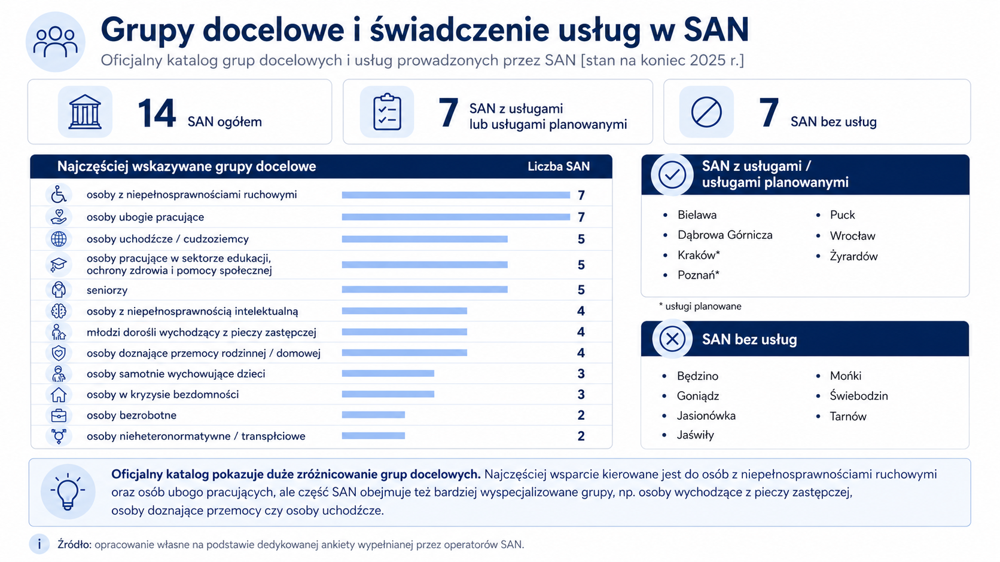 Grupy docelowe i świadczenie usług w SAN
Oficjalny katalog grup docelowych i usług prowadzonych przez SAN [stan na koniec 2025 r.]
14 SAN ogółem
7 SAN z usługami
lub usługami planowanymi
7 SAN bez usług
Najczęściej wskazywane grupy docelowe Liczba SAN
osoby z niepełnosprawnościami ruchowymi 7
osoby ubogie pracujące 7
osoby uchodźcze / cudzoziemcy 5
osoby pracujące w sektorze edukacji,
ochrony zdrowia i pomocy społecznej 5
seniorzy 5
osoby z niepełnosprawnością intelektualną 4
młodzi dorośli wychodzący z pieczy zastępczej 4
osoby doznające przemocy rodzinnej / domowej 4
osoby samotnie wychowujące dzieci 3
osoby w kryzysie bezdomności 3
osoby bezrobotne 2
osoby nieheteronormatywne / transpłciowe 2
SAN z usługami /
usługami planowanymi
• Bielawa
• Dąbrowa Górnicza
• Kraków*
• Poznań*
• Puck
• Wrocław
• Żyrardów
* usługi planowane
SAN bez usług
• Będzino
• Goniądz
• Jasionówka
• Jaświły
• Mońki
• Świebodzin
• Tarnów
Oficjalny katalog pokazuje duże zróżnicowanie grup docelowych. Najczęściej wsparcie kierowane jest do osób z niepełnosprawnościami ruchowymi
oraz osób ubogo pracujących, ale część SAN obejmuje też bardziej wyspecjalizowane grupy, np. osoby wychodzące z pieczy zastępczej,
osoby doznające przemocy czy osoby uchodźcze.
i Źródło: opracowanie własne na podstawie dedykowanej ankiety wypełnianej przez operatorów SAN.